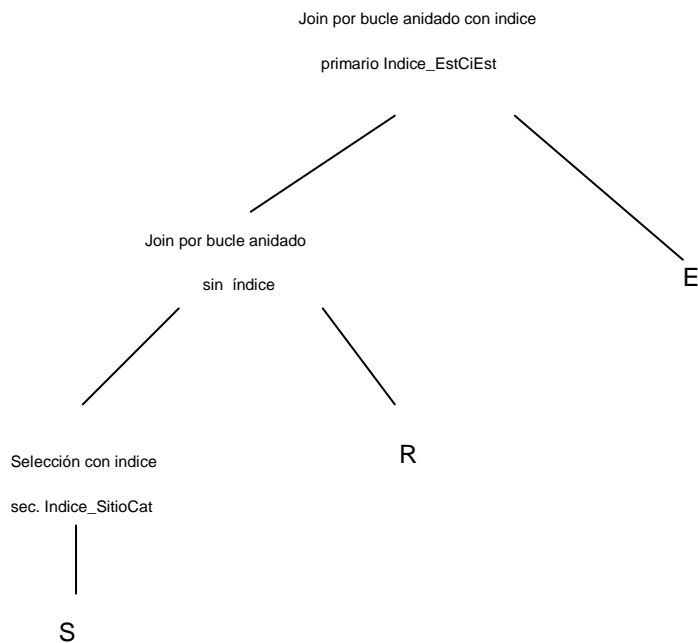 Join por bucle anidado con indice
primario Indice_EstCiEst
Join por bucle anidado
sin índice
E
Selección con indice
sec. Indice_SitioCat
R
S